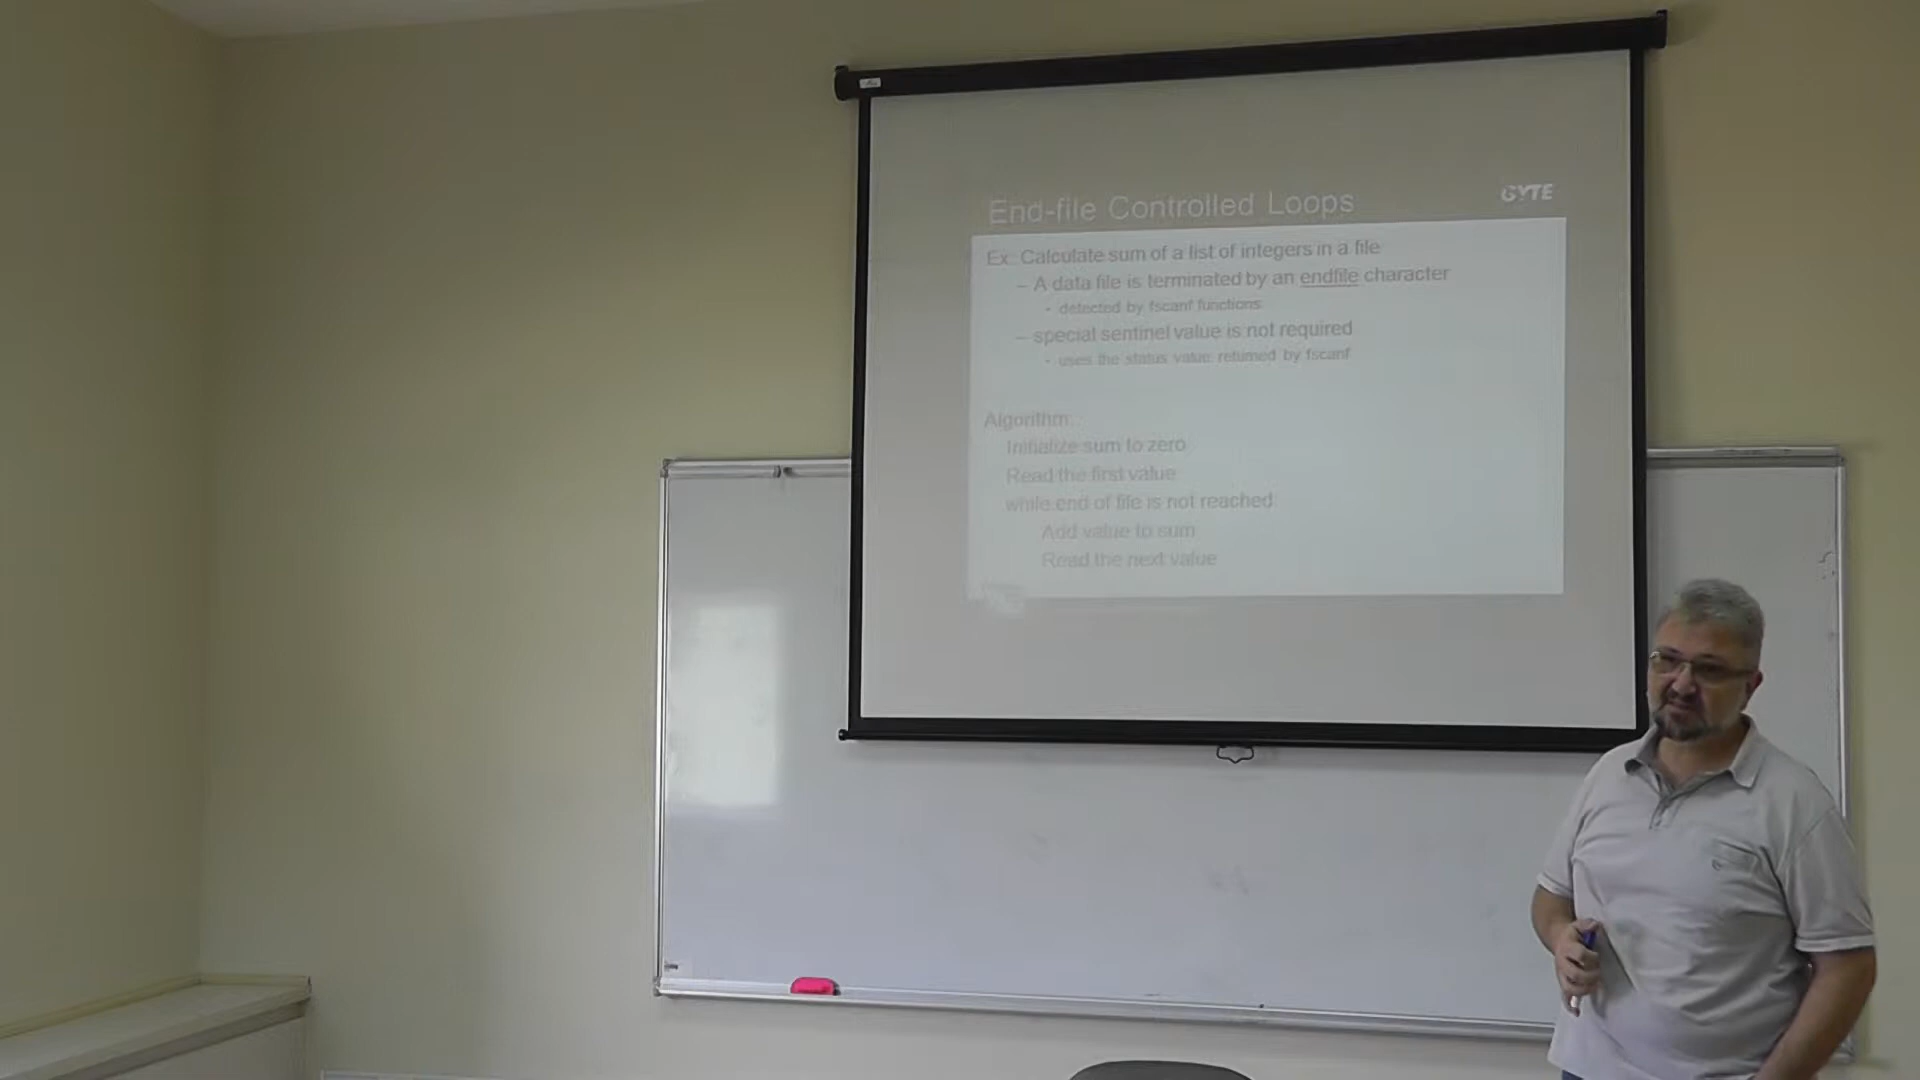 End-file Controlled Loops
GYTE
Ex: Calculate sum of a list of integers in a file
– A data file is terminated by an endfile character
- detected by fscanf functions
– special sentinel value is not required
- uses the status value returned by fscanf
Algorithm:
Initialize sum to zero
Read the first value
while end of file is not reached
Add value to sum
Read the next value